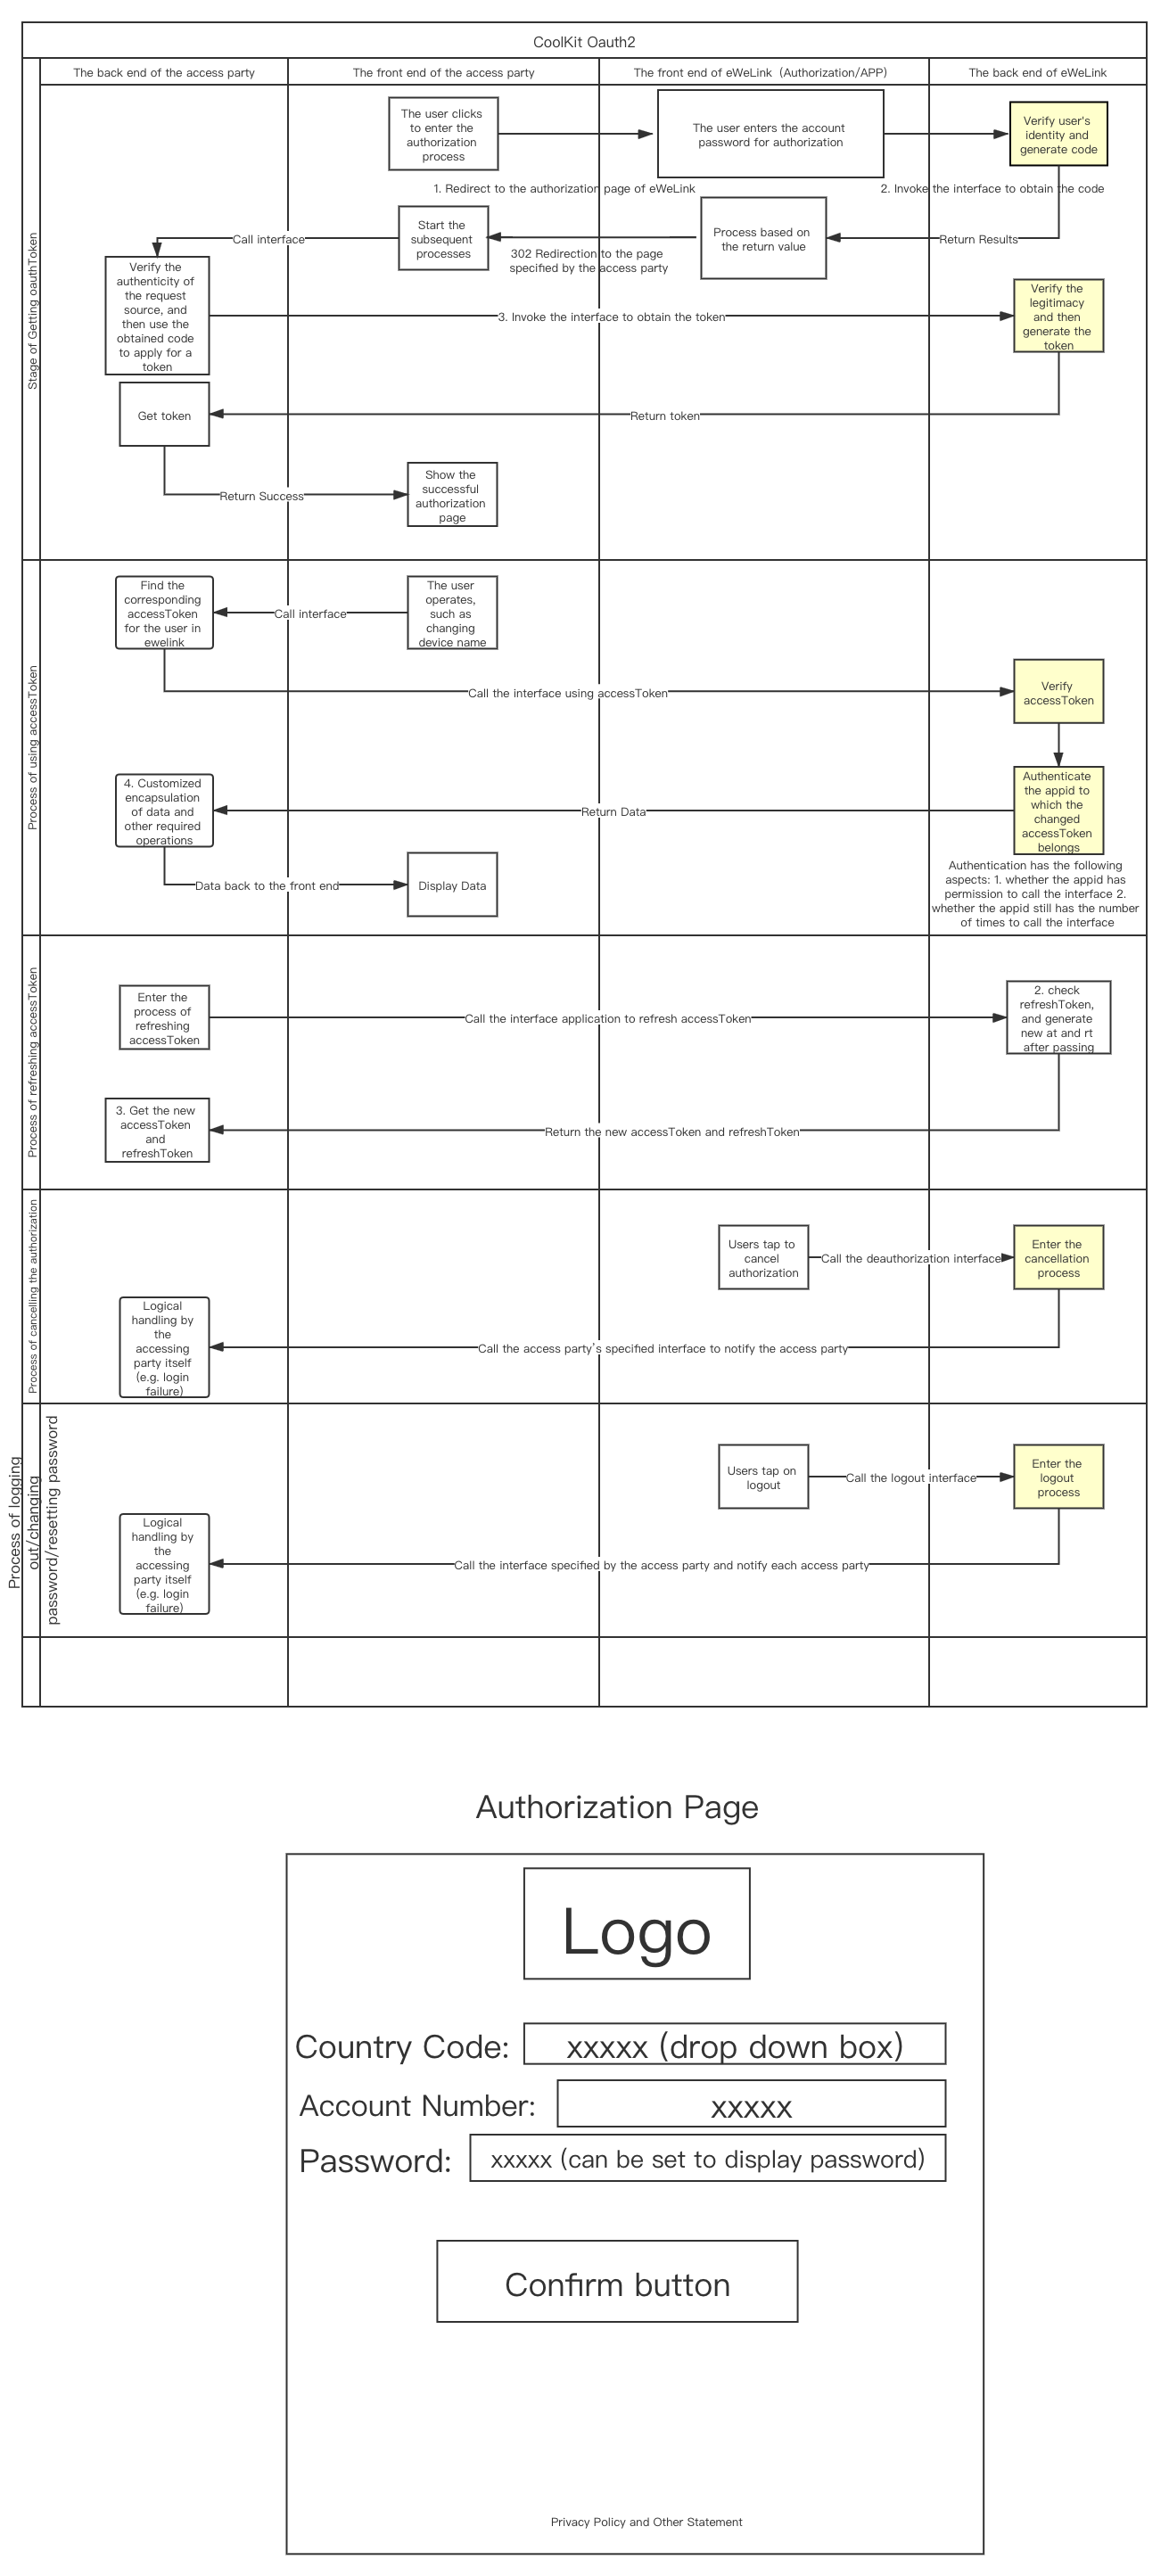 CoolKit Oauth2
The back end of the access party
The front end of the access party
The front end of eWeLink (Authorization/APP)
The back end of eWeLink
Stage of Getting oauthToken
The user clicks
to enter the
authorization
process
The user enters the account
password for authorization
Verify user's
identity and
generate code
1. Redirect to the authorization page of eWeLink
2. Invoke the interface to obtain the code
Start the
subsequent
processes
Process based on
the return value
Call interface
302 Redirection to the page
specified by the access party
Return Results
Verify the
authenticity of
the request
source, and
then use the
obtained code
to apply for a
token
3. Invoke the interface to obtain the token
Verify the
legitimacy
and then
generate the
token
Get token
Return token
Return Success
Show the
successful
authorization
page
Process of using accessToken
Find the
corresponding
accessToken
for the user in
ewelink
Call interface
The user
operates,
such as
changing
device name
Call the interface using accessToken
Verify
accessToken
4. Customized
encapsulation
of data and
other required
operations
Return Data
Authenticate
the appid to
which the
changed
accessToken
belongs
Data back to the front end
Display Data
Authentication has the following
aspects: 1. whether the appid has
permission to call the interface 2.
whether the appid still has the number
of times to call the interface
Process of refreshing accessToken
Enter the
process of
refreshing
accessToken
Call the interface application to refresh accessToken
2. check
refreshToken,
and generate
new at and rt
after passing
3. Get the new
accessToken
and
refreshToken
Return the new accessToken and refreshToken
Process of cancelling the authorization
Users tap to
cancel
authorization
Call the deauthorization interface
Enter the
cancellation
process
Logical
handling by
the
accessing
party itself
(e.g. login
failure)
Call the access party's specified interface to notify the access party
Process of logging
out/changing
password/resetting password
Users tap on
logout
Call the logout interface
Enter the
logout
process
Logical
handling by
the
accessing
party itself
(e.g. login
failure)
Call the interface specified by the access party and notify each access party
Authorization Page
Logo
Country Code: xxxxx (drop down box)
Account Number: xxxxx
Password: xxxxx (can be set to display password)
Confirm button
Privacy Policy and Other Statement